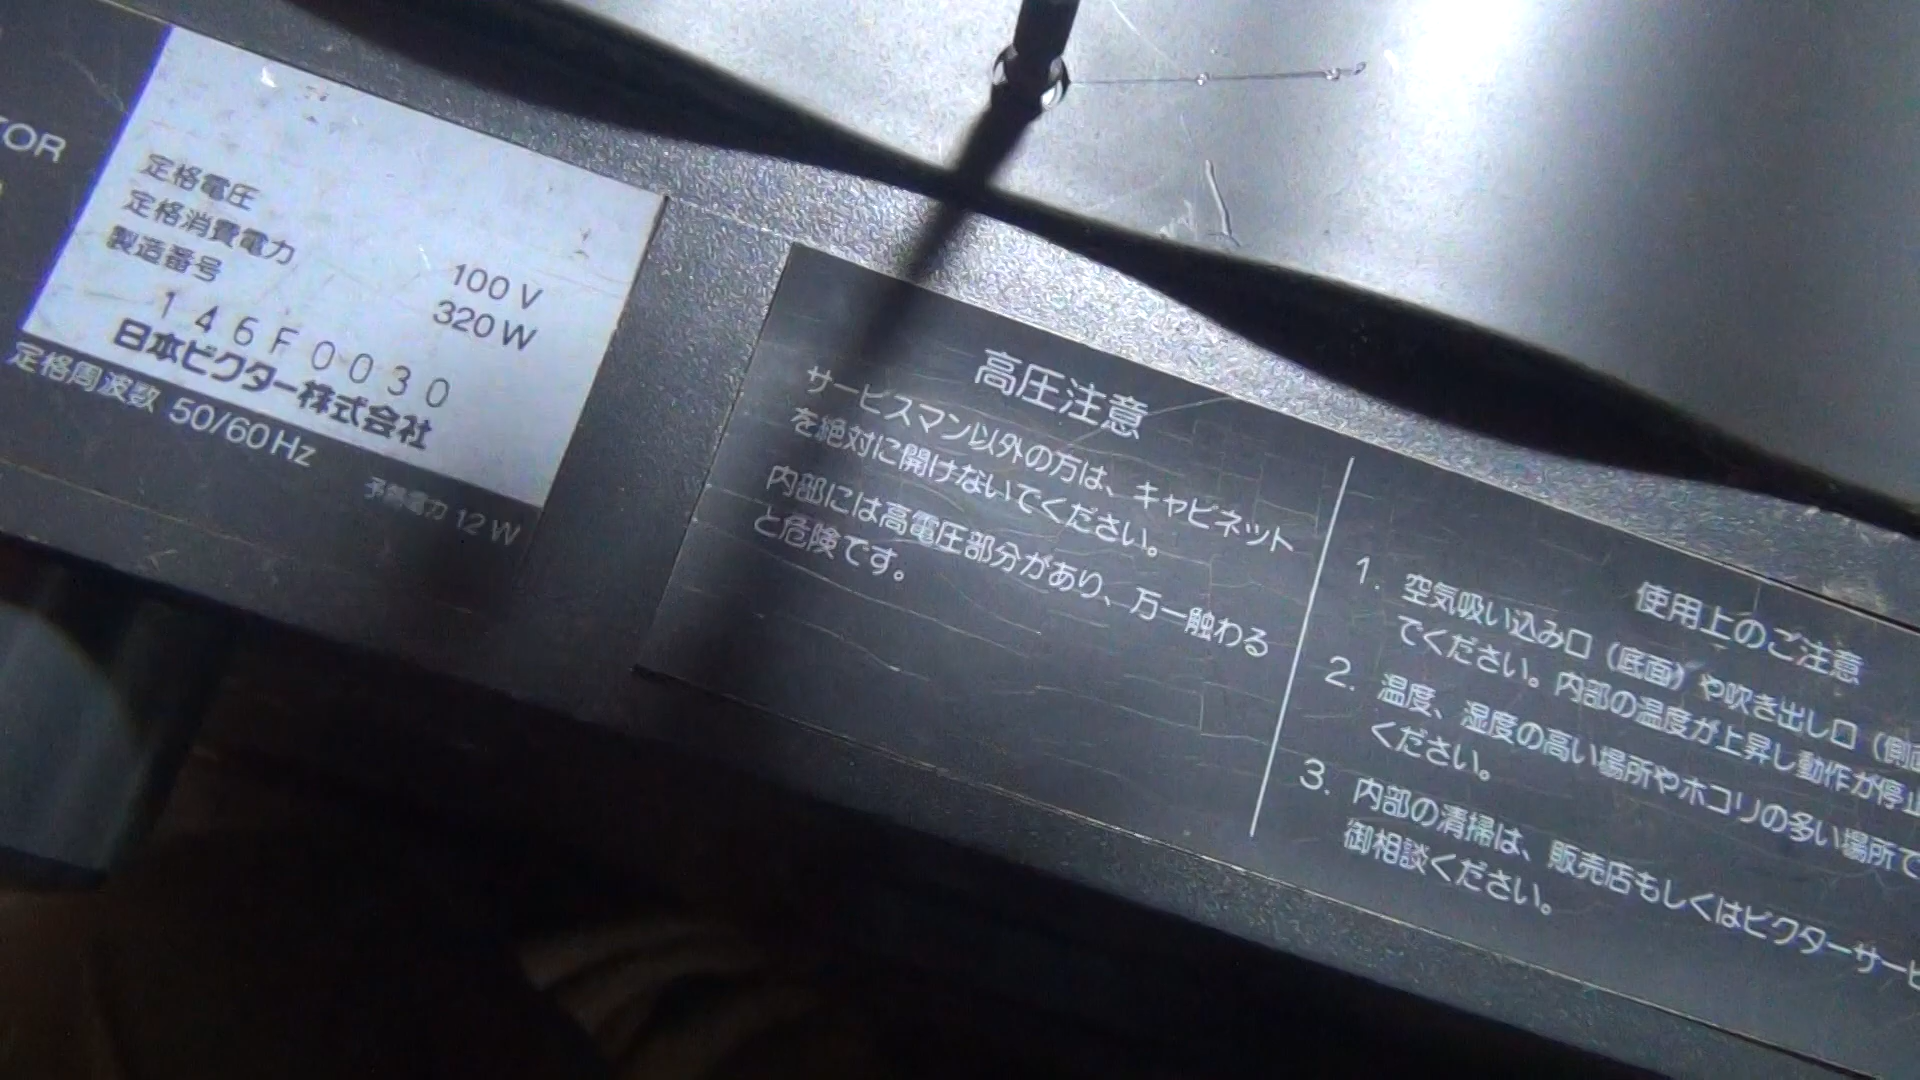 TOR
定格電圧 100 V
定格消費電力 320 W
製造番号
146F0030
日本ビクター株式会社
定格周波数 50/60 Hz
予熱電力 12 W
高圧注意
サービスマン以外の方は、キャビネット
を絶対に開けないでください。
内部には高電圧部分があり、万一触わる
と危険です。
使用上のご注意
1. 空気吸い込み口（底面）や吹き出し口（側面
でください。内部の温度が上昇し動作が停止
2. 温度、湿度の高い場所やホコリの多い場所で
ください。
3. 内部の清掃は、販売店もしくはビクターサービ
御相談ください。